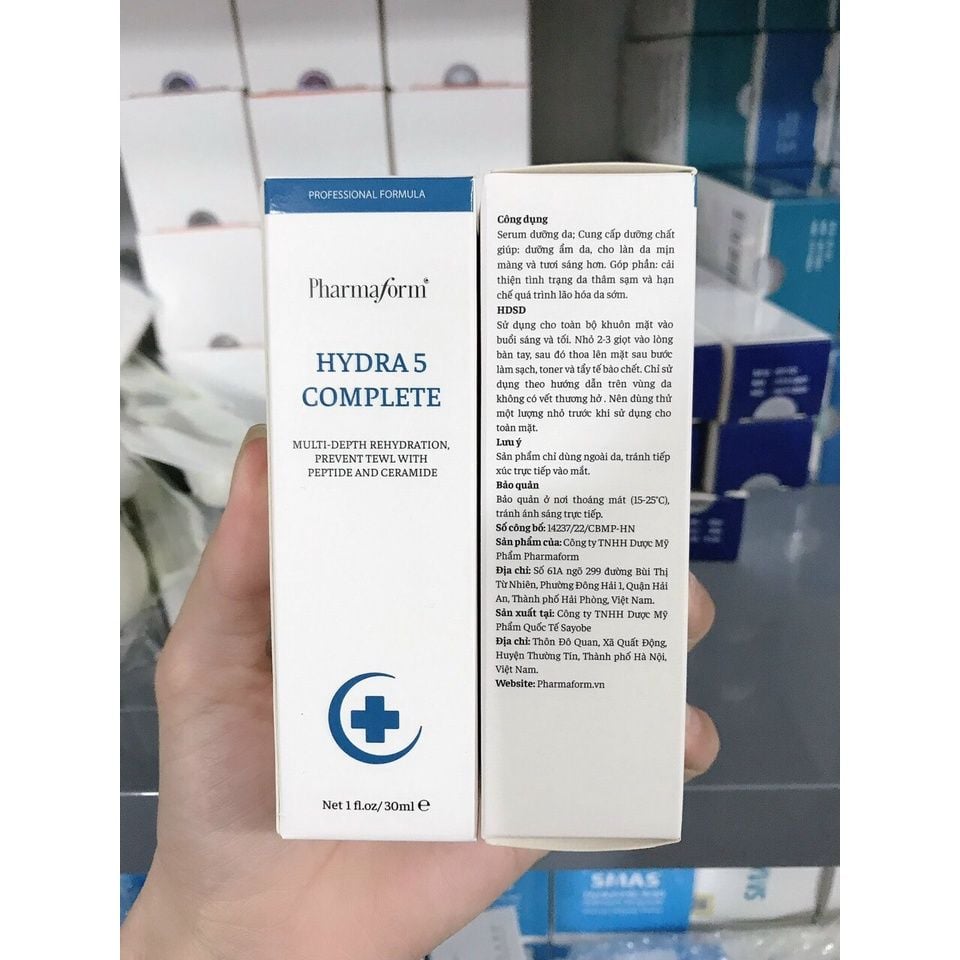 PROFESSIONAL FORMULA
Pharmaform
HYDRA 5
COMPLETE
MULTI-DEPTH REHYDRATION,
PREVENT TEWL WITH
PEPTIDE AND CERAMIDE
Net 1 fl.oz/30ml ℮
Công dụng
Serum dưỡng da; Cung cấp dưỡng chất
giúp: dưỡng ẩm da, cho làn da mịn
màng và tươi sáng hơn. Góp phần: cải
thiện tình trạng da thâm sạm và hạn
chế quá trình lão hóa da sớm.
HDSD
Sử dụng cho toàn bộ khuôn mặt vào
buổi sáng và tối. Nhỏ 2-3 giọt vào lòng
bàn tay, sau đó thoa lên mặt sau bước
làm sạch, toner và tẩy tế bào chết. Chỉ sử
dụng theo hướng dẫn trên vùng da
không có vết thương hở . Nên dùng thử
một lượng nhỏ trước khi sử dụng cho
toàn mặt.
Lưu ý
Sản phẩm chỉ dùng ngoài da, tránh tiếp
xúc trực tiếp vào mắt.
Bảo quản
Bảo quản ở nơi thoáng mát (15-25°C),
tránh ánh sáng trực tiếp.
Số công bố: 14237/22/CBMP-HN
Sản phẩm của: Công ty TNHH Dược Mỹ
Phẩm Pharmaform
Địa chỉ: Số 61A ngõ 299 đường Bùi Thị
Từ Nhiên, Phường Đông Hải 1, Quận Hải
An, Thành phố Hải Phòng, Việt Nam.
Sản xuất tại: Công ty TNHH Dược Mỹ
Phẩm Quốc Tế Sayobe
Địa chỉ: Thôn Đô Quan, Xã Quất Động,
Huyện Thường Tín, Thành phố Hà Nội,
Việt Nam.
Website: Pharmaform.vn
SMAS